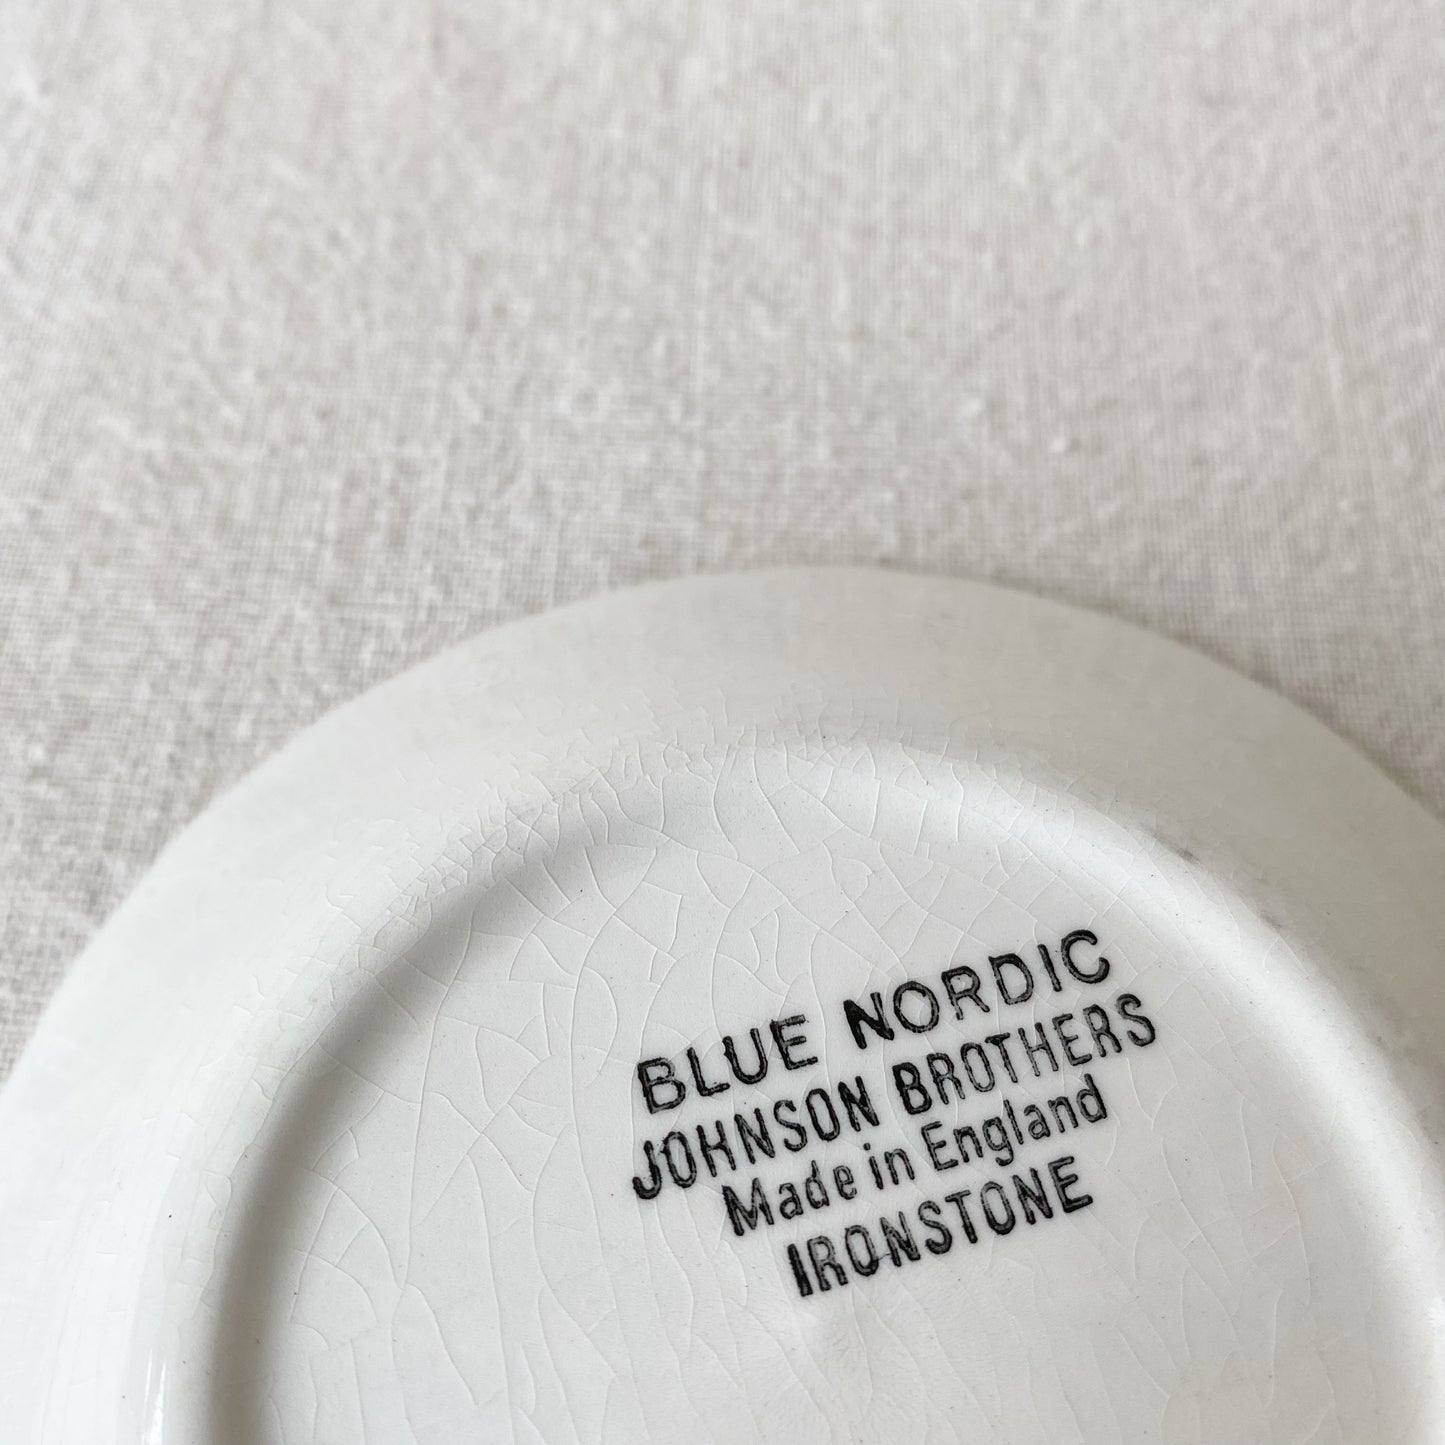 BLUE NORDIC
JOHNSON BROTHERS
Made in England
IRONSTONE